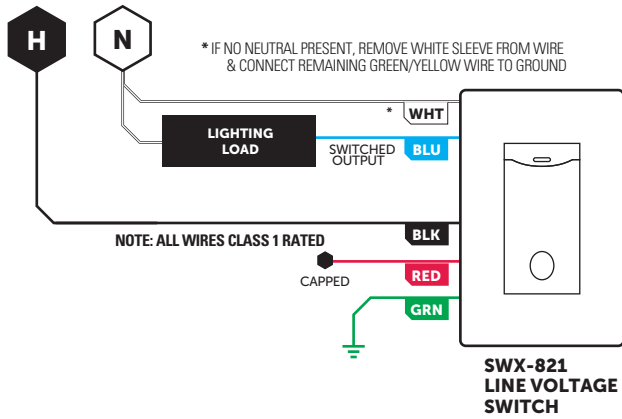 H
N
* IF NO NEUTRAL PRESENT, REMOVE WHITE SLEEVE FROM WIRE
& CONNECT REMAINING GREEN/YELLOW WIRE TO GROUND
* WHT
LIGHTING
LOAD
SWITCHED
OUTPUT
BLU
BLK
NOTE: ALL WIRES CLASS 1 RATED
RED
CAPPED
GRN
SWX-821
LINE VOLTAGE
SWITCH